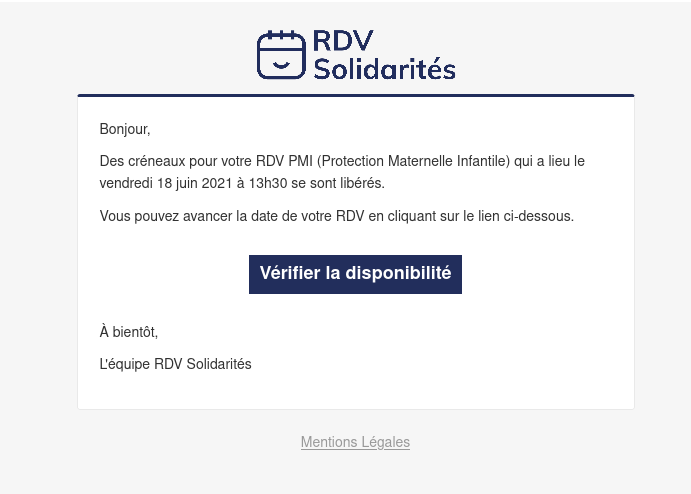 RDV
Solidarités
Bonjour,
Des créneaux pour votre RDV PMI (Protection Maternelle Infantile) qui a lieu le
vendredi 18 juin 2021 à 13h30 se sont libérés.
Vous pouvez avancer la date de votre RDV en cliquant sur le lien ci-dessous.
Vérifier la disponibilité
À bientôt,
L'équipe RDV Solidarités
Mentions Légales